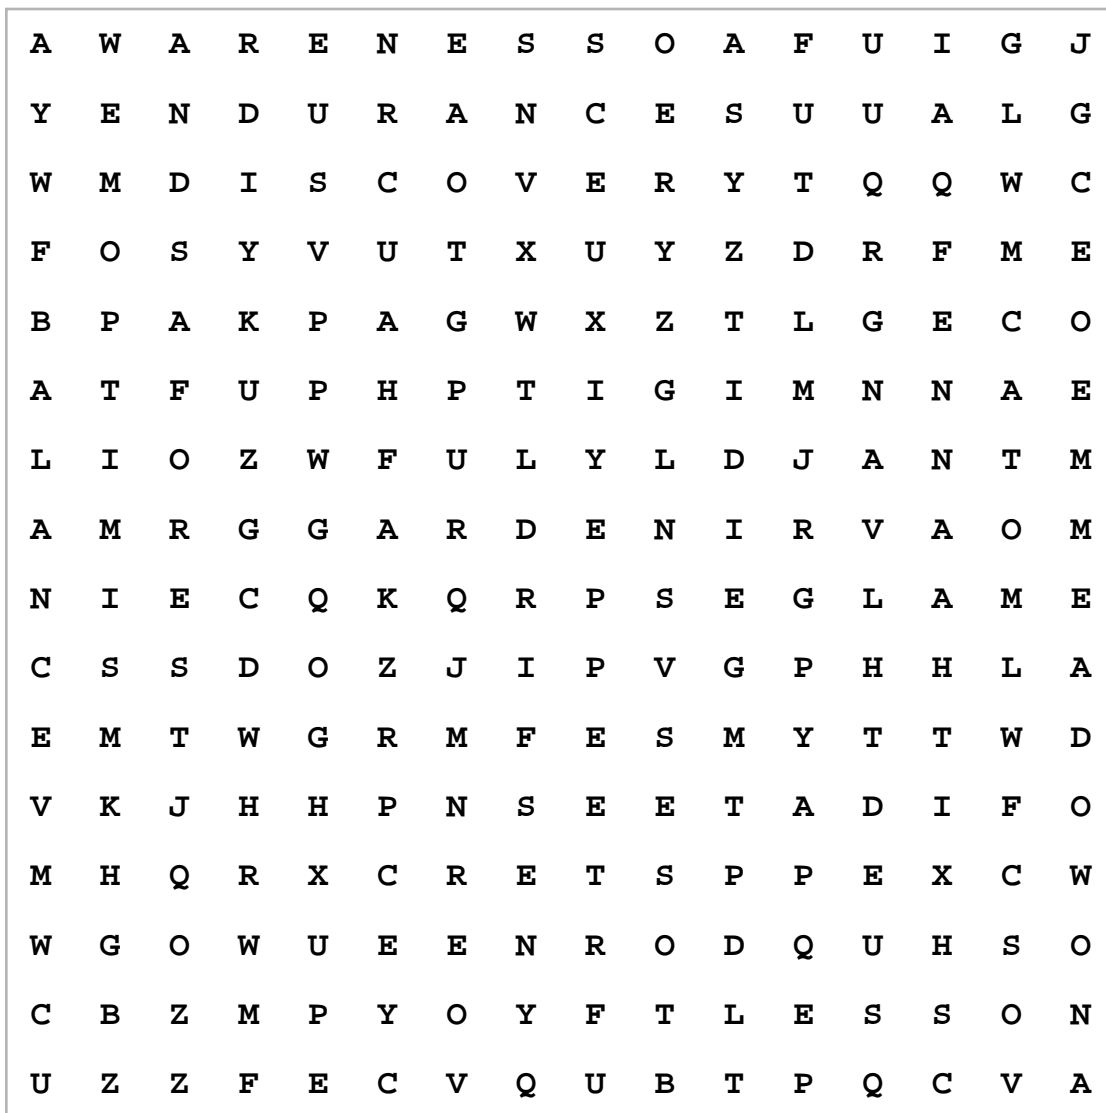 A W A R E N E S S O A F U I G J
Y E N D U R A N C E S U U A L G
W M D I S C O V E R Y T Q Q W C
F O S Y V U T X U Y Z D R F M E
B P A K P A G W X Z T L G E C O
A T F U P H P T I G I M N N A E
L I O Z W F U L Y L D J A N T M
A M R G G A R D E N I R V A O M
N I E C Q K Q R P S E G L A M E
C S S D O Z J I P V G P H H L A
E M T W G R M F E S M Y T T W D
V K J H H P N S E E T A D I F O
M H Q R X C R E T S P P E X C W
W G O W U E E N R O D Q U H S O
C B Z M P Y O Y F T L E S S O N
U Z Z F E C V Q U B T P Q C V A